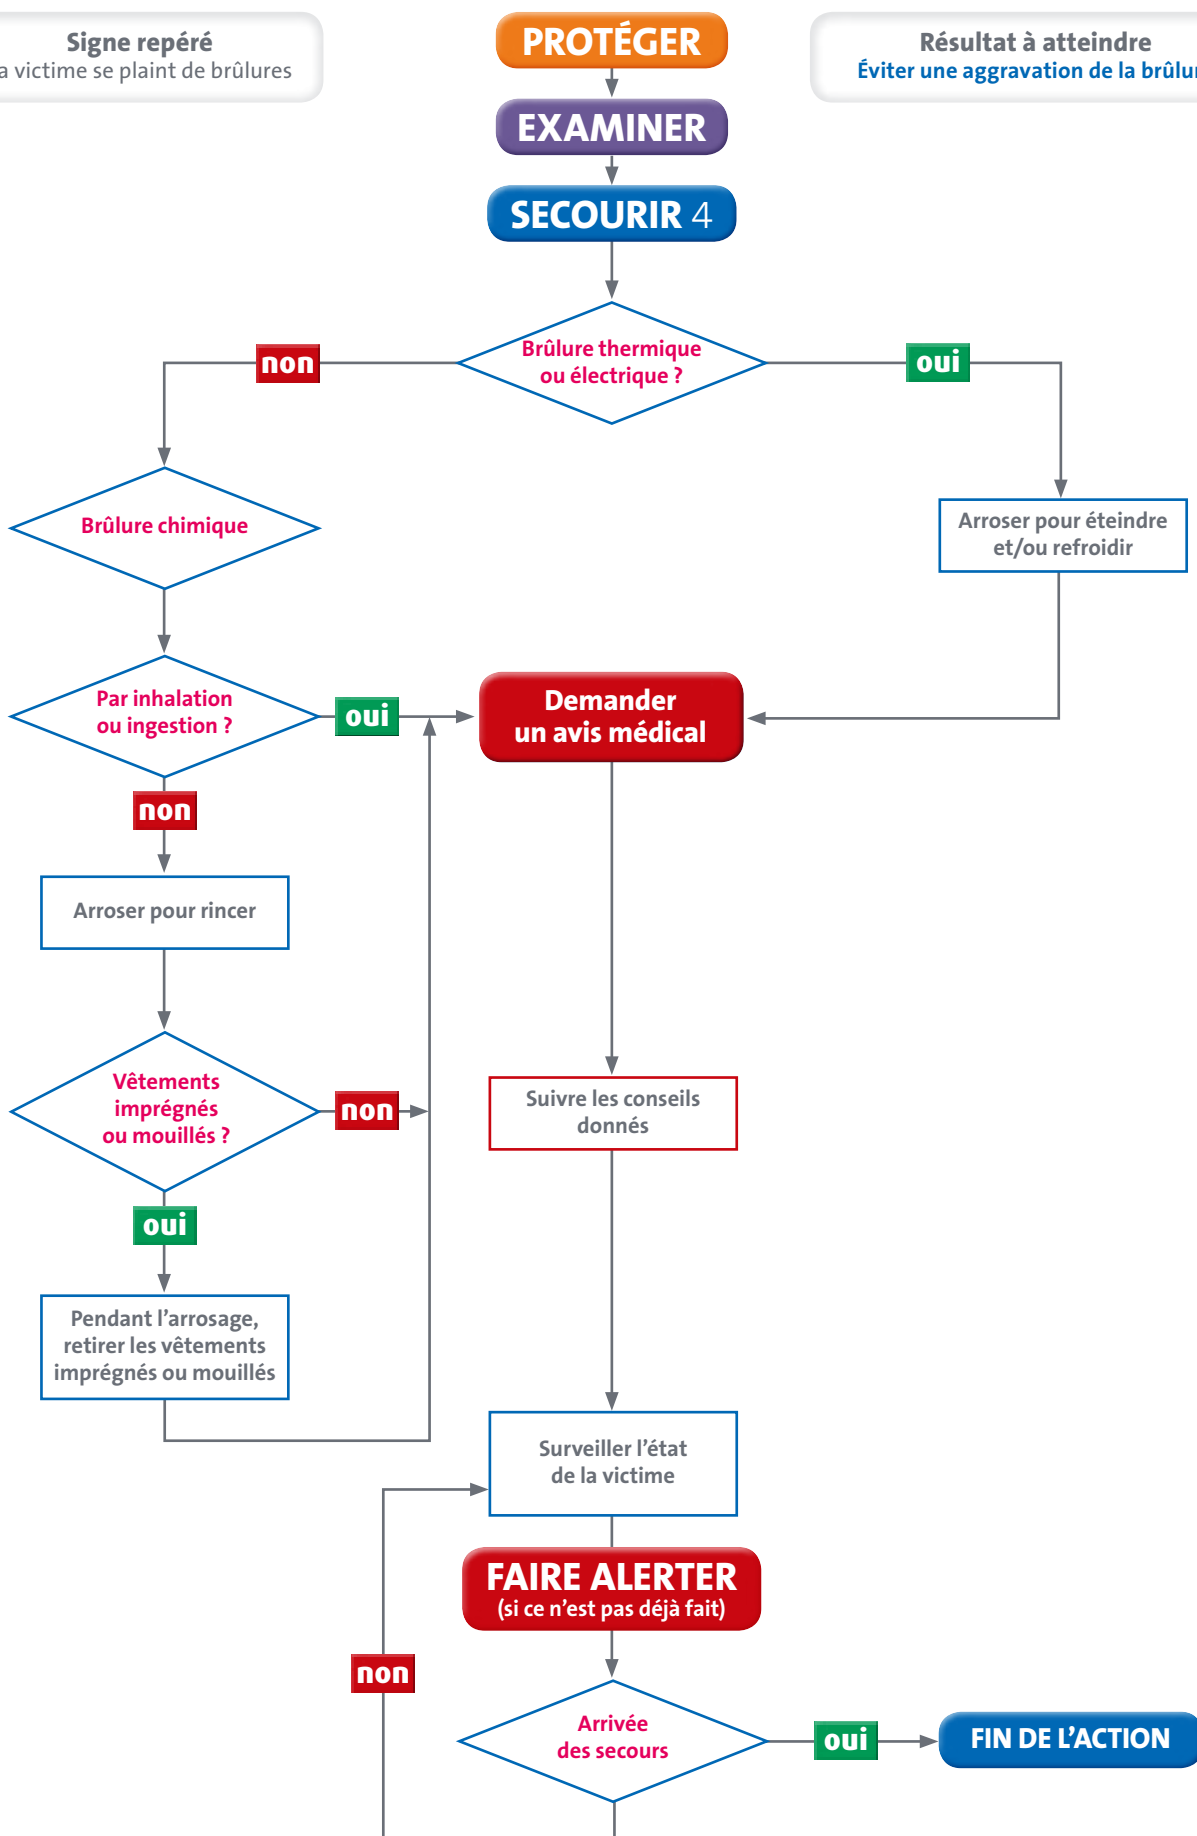 Signe repéré
a victime se plaint de brûlures
PROTÉGER
Résultat à atteindre
Éviter une aggravation de la brûlur
EXAMINER
SECOURIR 4
Brûlure thermique
ou électrique ?
non
oui
Brûlure chimique
Arroser pour éteindre
et/ou refroidir
Par inhalation
ou ingestion ?
oui
Demander
un avis médical
non
Arroser pour rincer
Vêtements
imprégnés
ou mouillés ?
non
Suivre les conseils
donnés
oui
Pendant l'arrosage,
retirer les vêtements
imprégnés ou mouillés
Surveiller l'état
de la victime
FAIRE ALERTER
(si ce n'est pas déjà fait)
non
Arrivée
des secours
oui
FIN DE L'ACTION